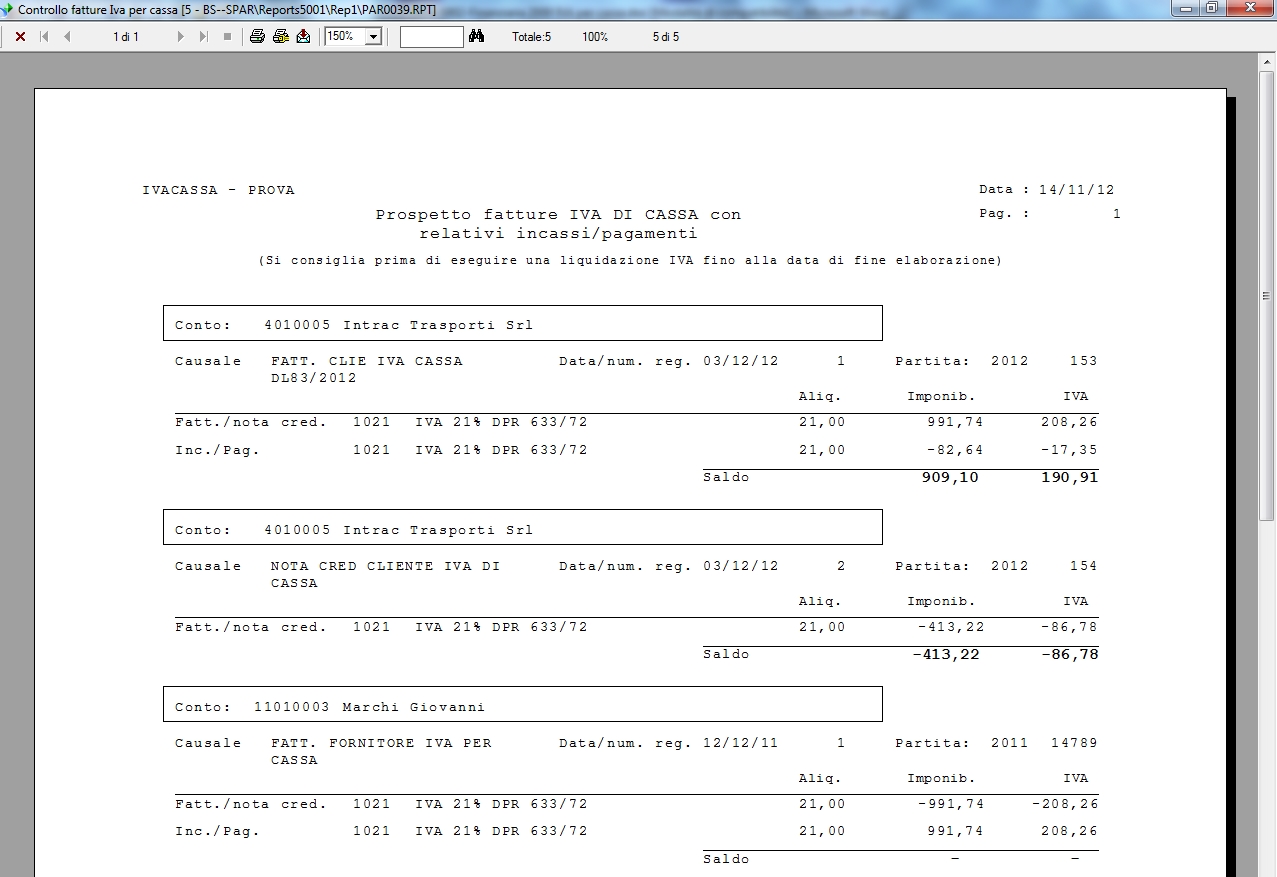 Controllo fatture Iva per cassa [5 - BS--SPAR\Reports5001\Rep1\PAR0039.RPT]
1 di 1 150% Totale:5 100% 5 di 5
IVACASSA - PROVA Data : 14/11/12
Prospetto fatture IVA DI CASSA con Pag. : 1
relativi incassi/pagamenti
(Si consiglia prima di eseguire una liquidazione IVA fino alla data di fine elaborazione)
Conto: 4010005 Intrac Trasporti Srl
Causale FATT. CLIE IVA CASSA Data/num. reg. 03/12/12 1 Partita: 2012 153
DL83/2012
Aliq. Imponib. IVA
Fatt./nota cred. 1021 IVA 21% DPR 633/72 21,00 991,74 208,26
Inc./Pag. 1021 IVA 21% DPR 633/72 21,00 -82,64 -17,35
Saldo 909,10 190,91
Conto: 4010005 Intrac Trasporti Srl
Causale NOTA CRED CLIENTE IVA DI Data/num. reg. 03/12/12 2 Partita: 2012 154
CASSA
Aliq. Imponib. IVA
Fatt./nota cred. 1021 IVA 21% DPR 633/72 21,00 -413,22 -86,78
Saldo -413,22 -86,78
Conto: 11010003 Marchi Giovanni
Causale FATT. FORNITORE IVA PER Data/num. reg. 12/12/11 1 Partita: 2011 14789
CASSA
Aliq. Imponib. IVA
Fatt./nota cred. 1021 IVA 21% DPR 633/72 21,00 -991,74 -208,26
Inc./Pag. 1021 IVA 21% DPR 633/72 21,00 991,74 208,26
Saldo - -